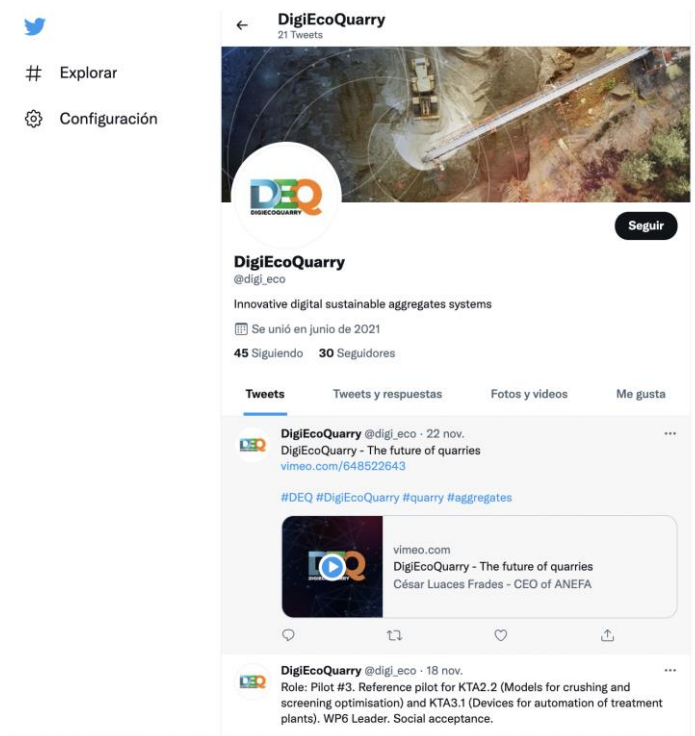 DigiEcoQuarry
21 Tweets
Explorar
Configuración
DEQ
DIGIECOQUARRY
Seguir
DigiEcoQuarry
@digi_eco
Innovative digital sustainable aggregates systems
Se unió en junio de 2021
45 Siguiendo 30 Seguidores
Tweets Tweets y respuestas Fotos y videos Me gusta
DEQ
DigiEcoQuarry @digi_eco · 22 nov.
DigiEcoQuarry - The future of quarries
vimeo.com/648522643
#DEQ #DigiEcoQuarry #quarry #aggregates
DEQ
DIGIECOQUARRY
vimeo.com
DigiEcoQuarry - The future of quarries
César Luaces Frades - CEO of ANEFA
DEQ
DigiEcoQuarry @digi_eco · 18 nov.
Role: Pilot #3. Reference pilot for KTA2.2 (Models for crushing and
screening optimisation) and KTA3.1 (Devices for automation of treatment
plants). WP6 Leader. Social acceptance.